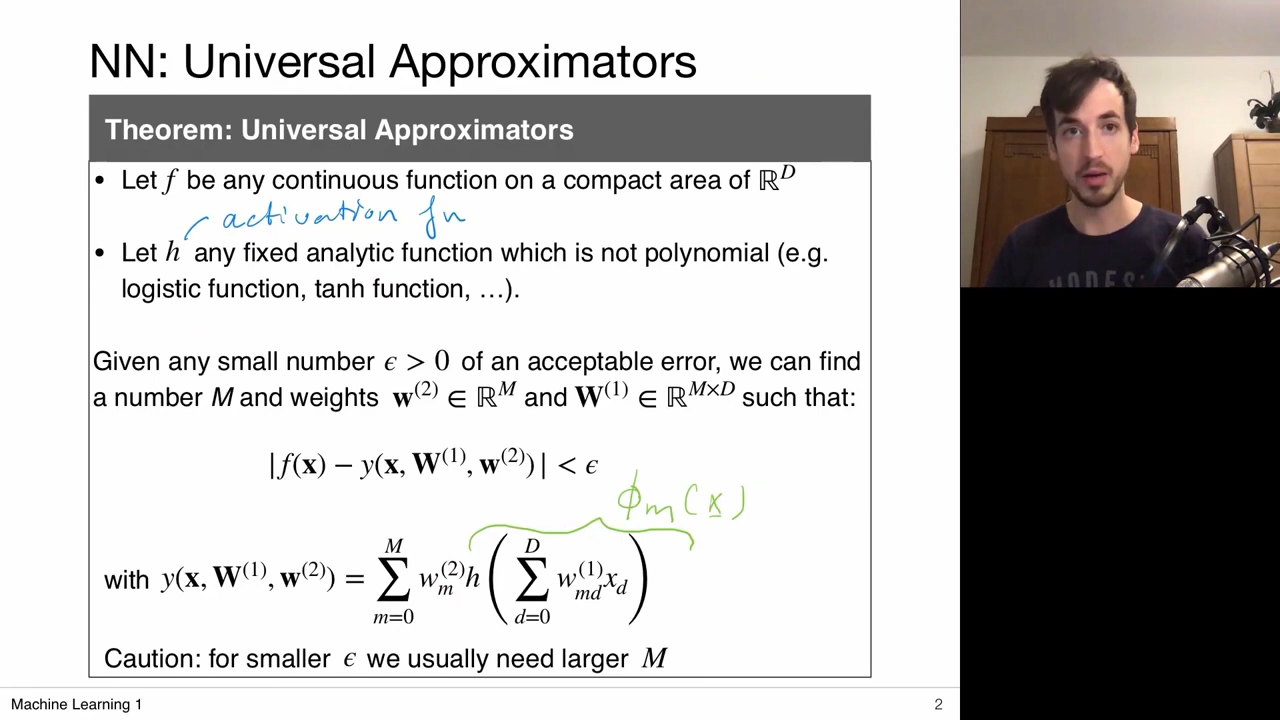 NN: Universal Approximators
Theorem: Universal Approximators
• Let f be any continuous function on a compact area of ℝ^D
activation fn
• Let h any fixed analytic function which is not polynomial (e.g.
logistic function, tanh function, …).
Given any small number ϵ > 0 of an acceptable error, we can find
a number M and weights w^(2) ∈ ℝ^M and W^(1) ∈ ℝ^{M×D} such that:
|f(x) − y(x, W^(1), w^(2))| < ϵ
ϕ_m(x)
with y(x, W^(1), w^(2)) = ∑_{m=0}^{M} w_m^(2) h(∑_{d=0}^{D} w_{md}^(1) x_d)
Caution: for smaller ϵ we usually need larger M
Machine Learning 1
2